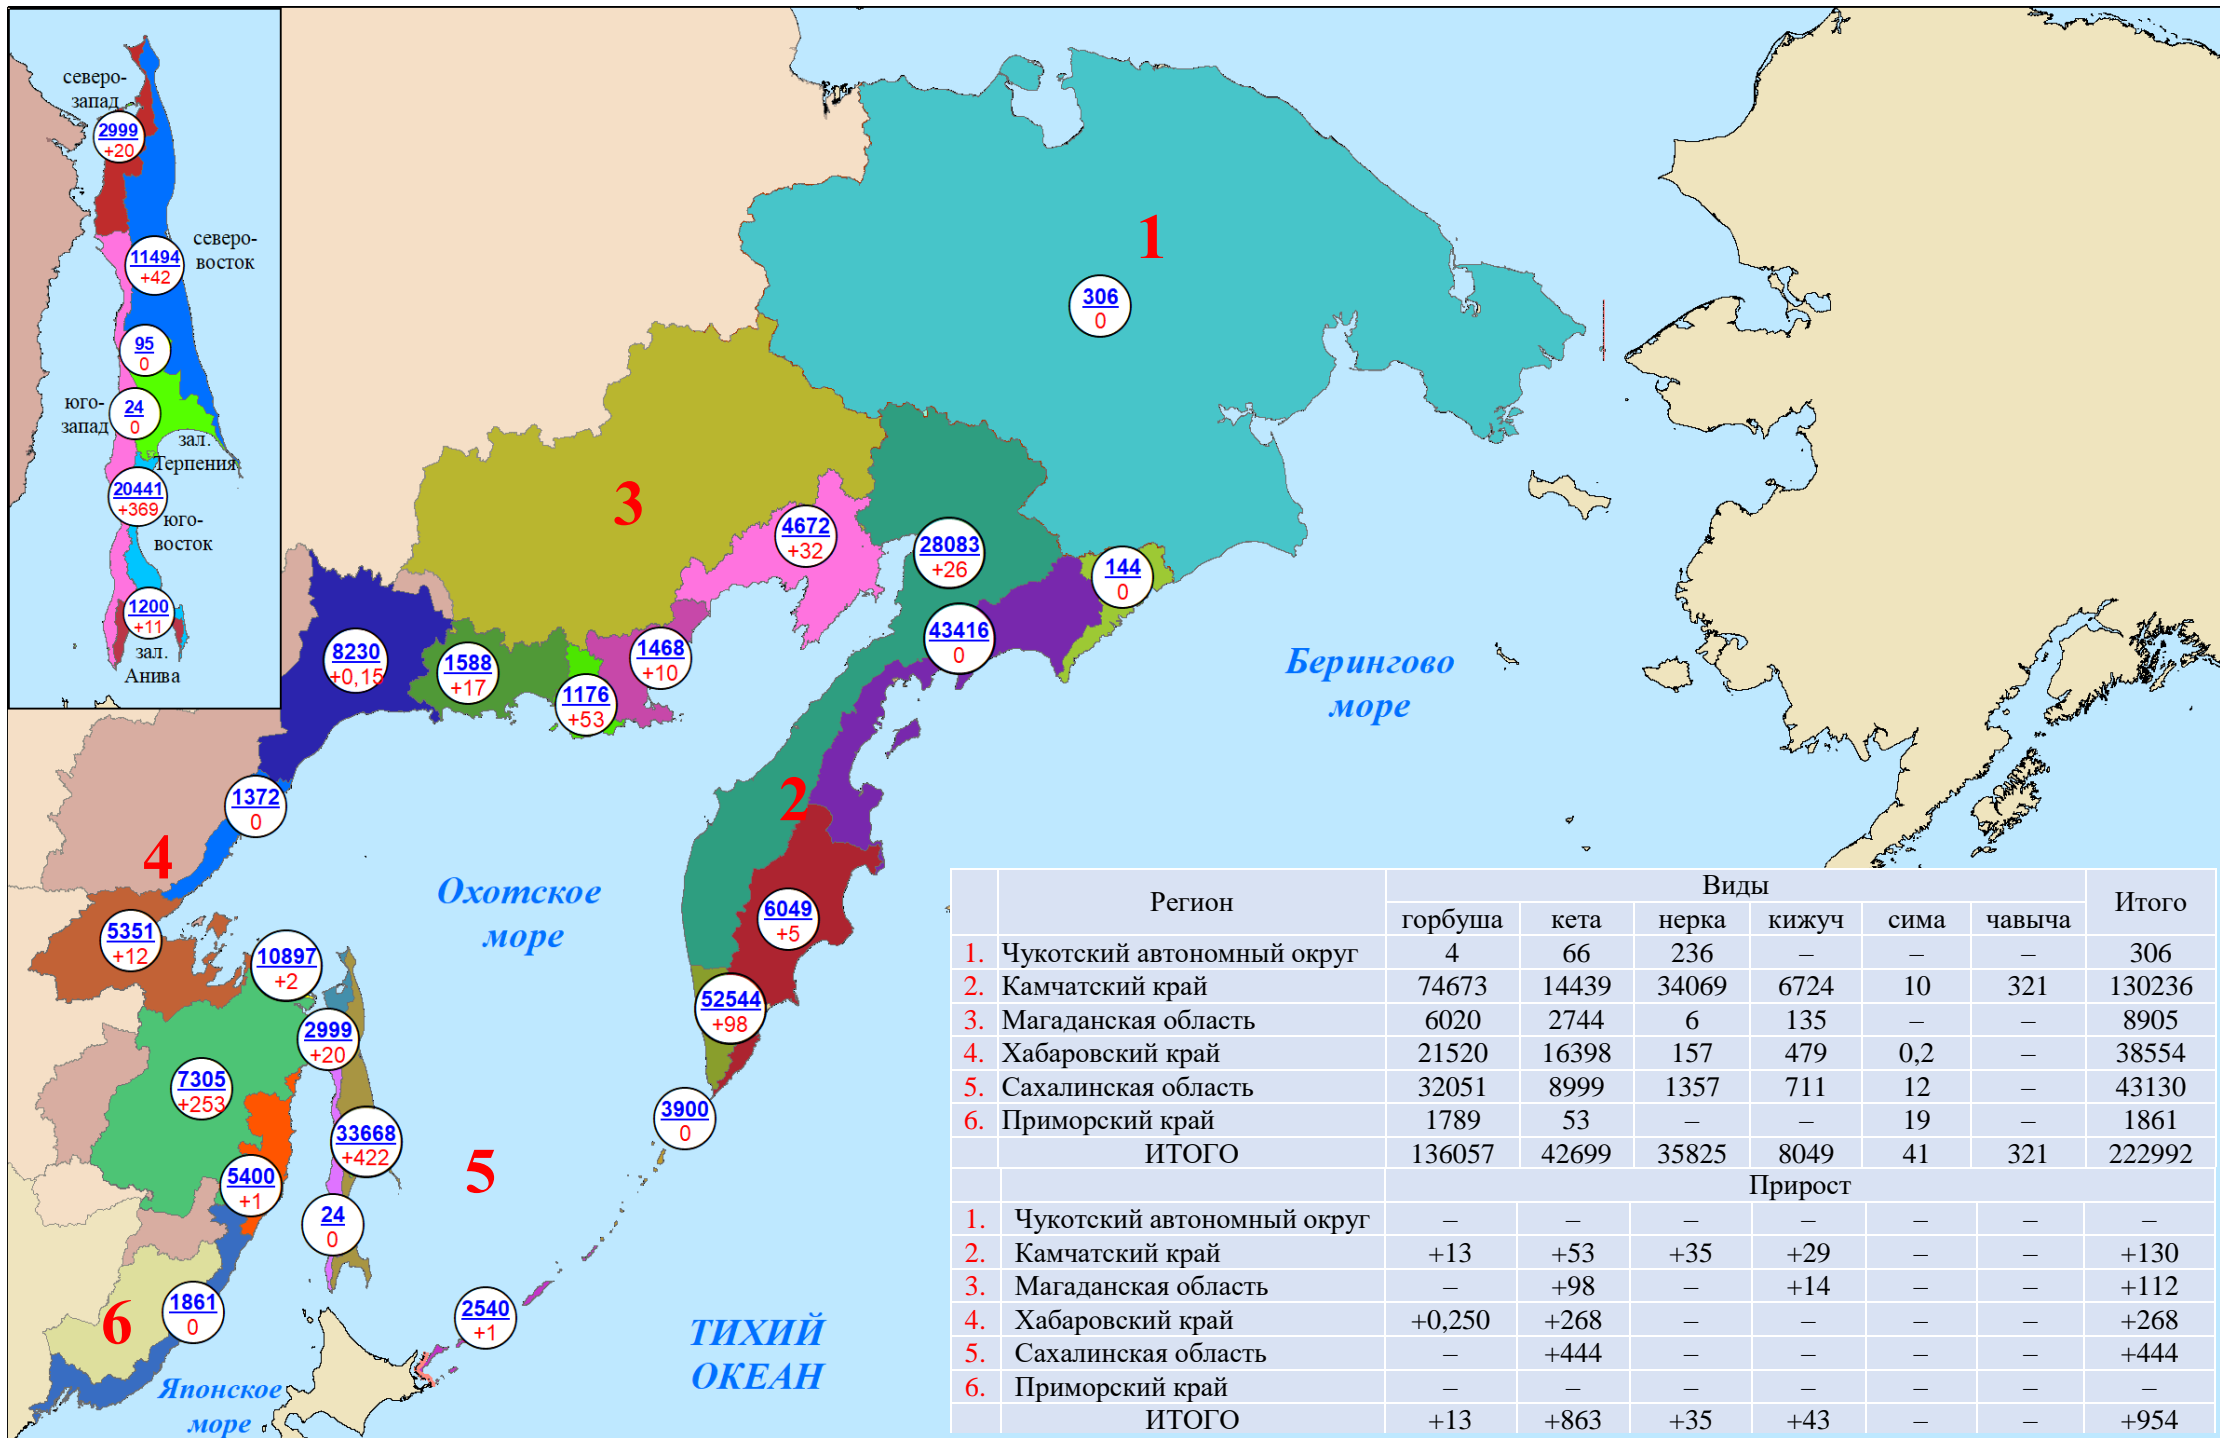 северо-
запад
2999
+20
северо-
восток
11494
+42
95
0
юго-
запад
24
0
зал.
Терпения
20441
+369
юго-
восток
1200
+11
зал.
Анива
1
306
0
3
4672
+32
28083
+26
144
0
43416
0
8230
+0,15
1588
+17
1176
+53
1468
+10
Берингово
море
1372
0
2
4
Охотское
море
6049
+5
5351
+12
10897
+2
52544
+98
2999
+20
7305
+253
3900
0
33668
+422
5
5400
+1
24
0
6
1861
0
2540
+1
ТИХИЙ
ОКЕАН
Японское
море
Регион Виды Итого
горбуша кета нерка кижуч сима чавыча
1. Чукотский автономный округ 4 66 236 – – – 306
2. Камчатский край 74673 14439 34069 6724 10 321 130236
3. Магаданская область 6020 2744 6 135 – – 8905
4. Хабаровский край 21520 16398 157 479 0,2 – 38554
5. Сахалинская область 32051 8999 1357 711 12 – 43130
6. Приморский край 1789 53 – – 19 – 1861
ИТОГО 136057 42699 35825 8049 41 321 222992
Прирост
1. Чукотский автономный округ – – – – – – –
2. Камчатский край +13 +53 +35 +29 – – +130
3. Магаданская область – +98 – +14 – – +112
4. Хабаровский край +0,250 +268 – – – – +268
5. Сахалинская область – +444 – – – – +444
6. Приморский край – – – – – – –
ИТОГО +13 +863 +35 +43 – – +954